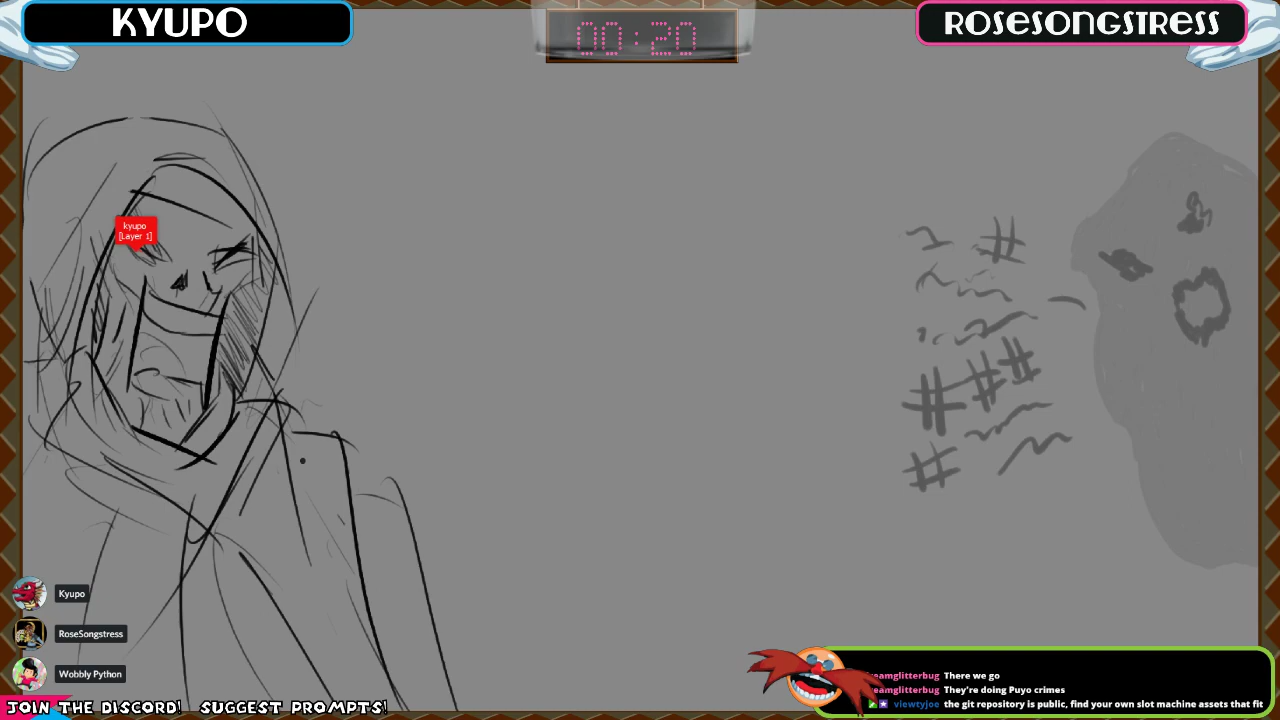 KYUPO
00:20
ROSESONGSTRESS
kyupo
[Layer 1]
Kyupo
RoseSongstress
Wobbly Python
JOIN THE DISCORD! SUGGEST PROMPTS!
eamglitterbug There we go
eamglitterbug They're doing Puyo crimes
viewtyjoe the git repository is public, find your own slot machine assets that fit